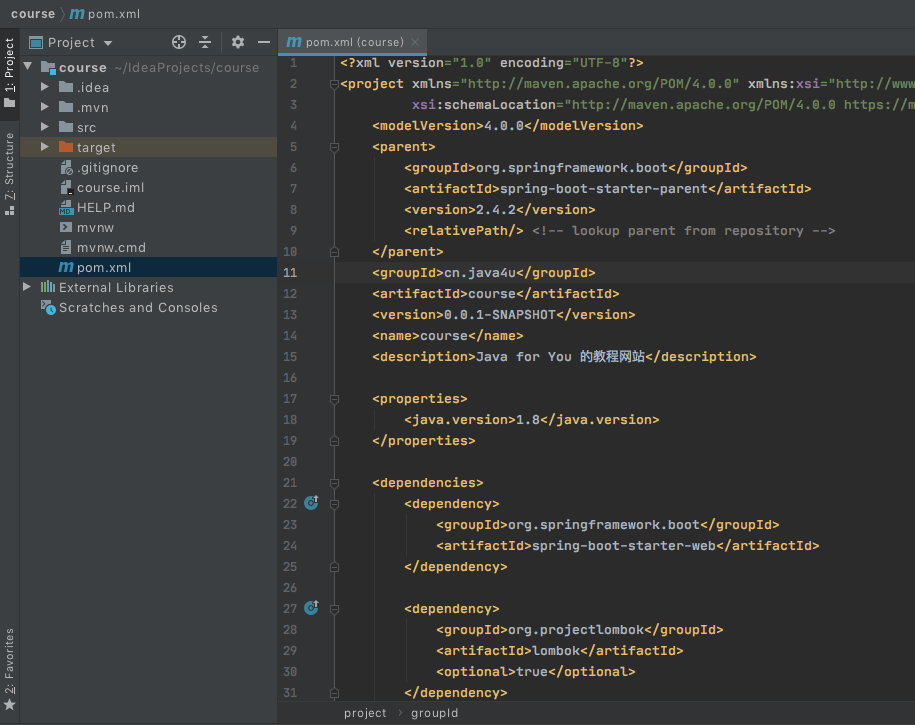 course pom.xml
Project
pom.xml (course)
1: Project
7: Structure
2: Favorites
course ~/IdeaProjects/course
.idea
.mvn
src
target
.gitignore
course.iml
HELP.md
mvnw
mvnw.cmd
pom.xml
External Libraries
Scratches and Consoles
1 <?xml version="1.0" encoding="UTF-8"?>
2 <project xmlns="http://maven.apache.org/POM/4.0.0" xmlns:xsi="http://www
3 xsi:schemaLocation="http://maven.apache.org/POM/4.0.0 https://m
4 <modelVersion>4.0.0</modelVersion>
5 <parent>
6 <groupId>org.springframework.boot</groupId>
7 <artifactId>spring-boot-starter-parent</artifactId>
8 <version>2.4.2</version>
9 <relativePath/> <!-- lookup parent from repository -->
10 </parent>
11 <groupId>cn.java4u</groupId>
12 <artifactId>course</artifactId>
13 <version>0.0.1-SNAPSHOT</version>
14 <name>course</name>
15 <description>Java for You 的教程网站</description>
16
17 <properties>
18 <java.version>1.8</java.version>
19 </properties>
20
21 <dependencies>
22 <dependency>
23 <groupId>org.springframework.boot</groupId>
24 <artifactId>spring-boot-starter-web</artifactId>
25 </dependency>
26
27 <dependency>
28 <groupId>org.projectlombok</groupId>
29 <artifactId>lombok</artifactId>
30 <optional>true</optional>
31 </dependency>
project groupId